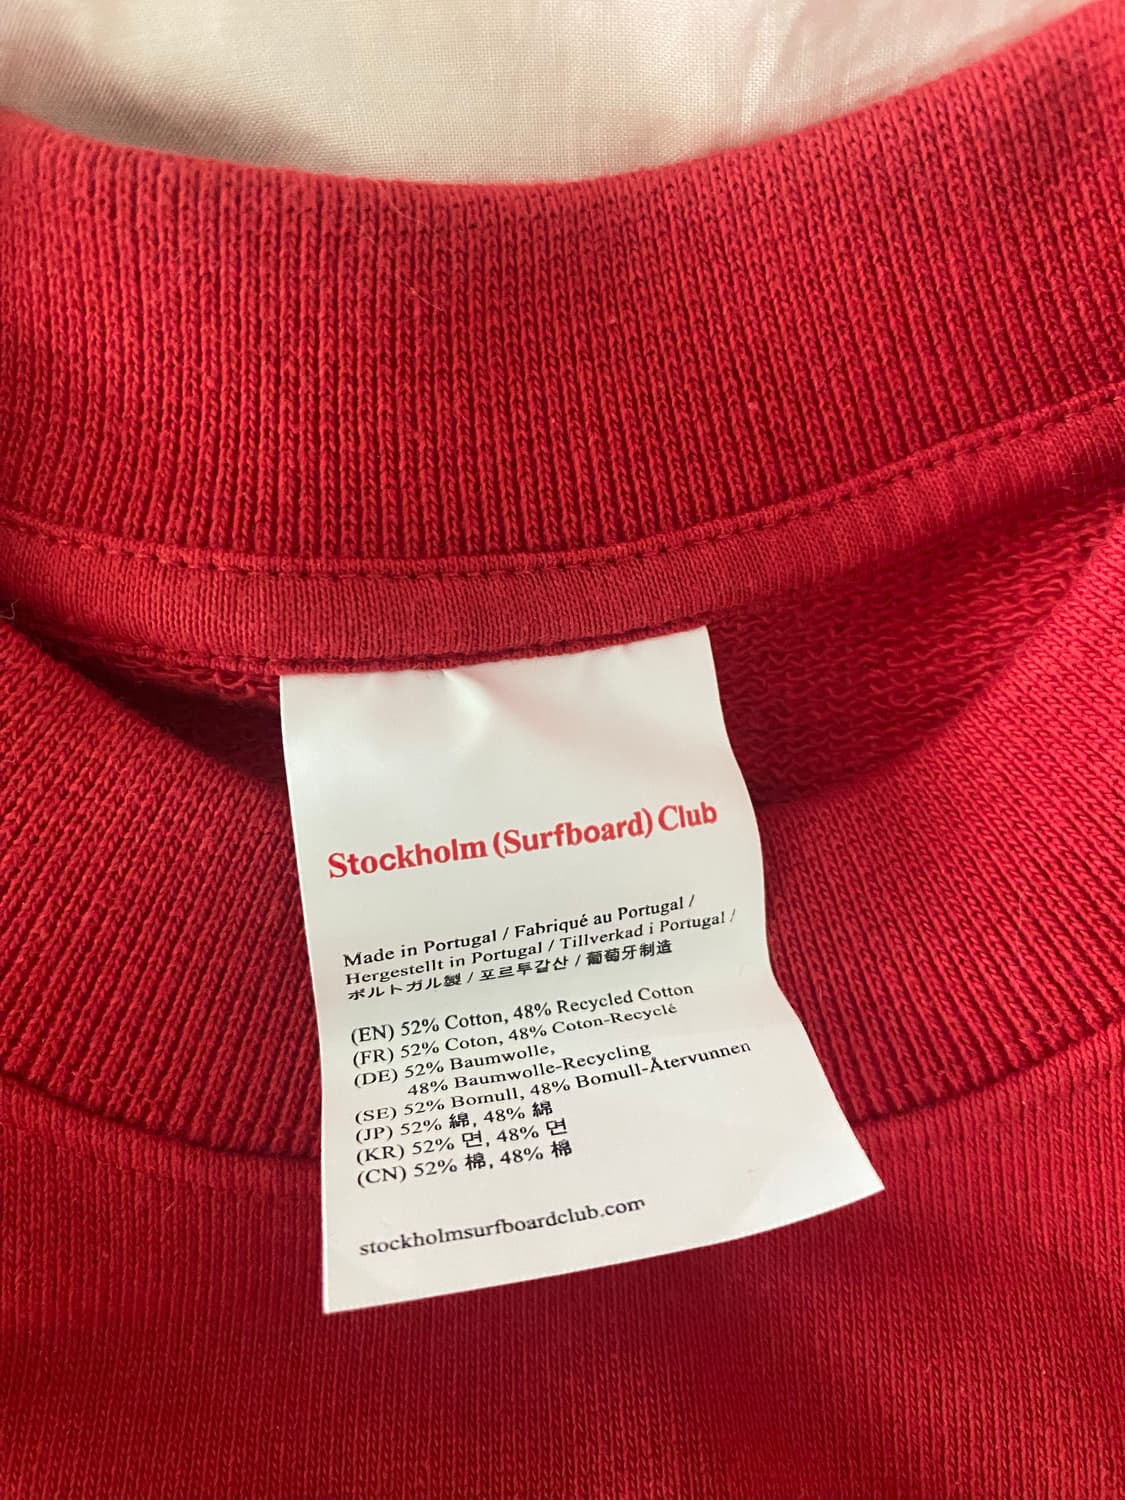 Stockholm (Surfboard) Club
Made in Portugal / Fabriqué au Portugal /
Hergestellt in Portugal / Tillverkad i Portugal /
ポルトガル製 / 포르투갈산 / 葡萄牙制造
(EN) 52% Cotton, 48% Recycled Cotton
(FR) 52% Coton, 48% Coton-Recyclé
(DE) 52% Baumwolle,
48% Baumwolle-Recycling
(SE) 52% Bomull, 48% Bomull-Återvunnen
(JP) 52% 綿, 48% 綿
(KR) 52% 면, 48% 면
(CN) 52% 棉, 48% 棉
stockholmsurfboardclub.com